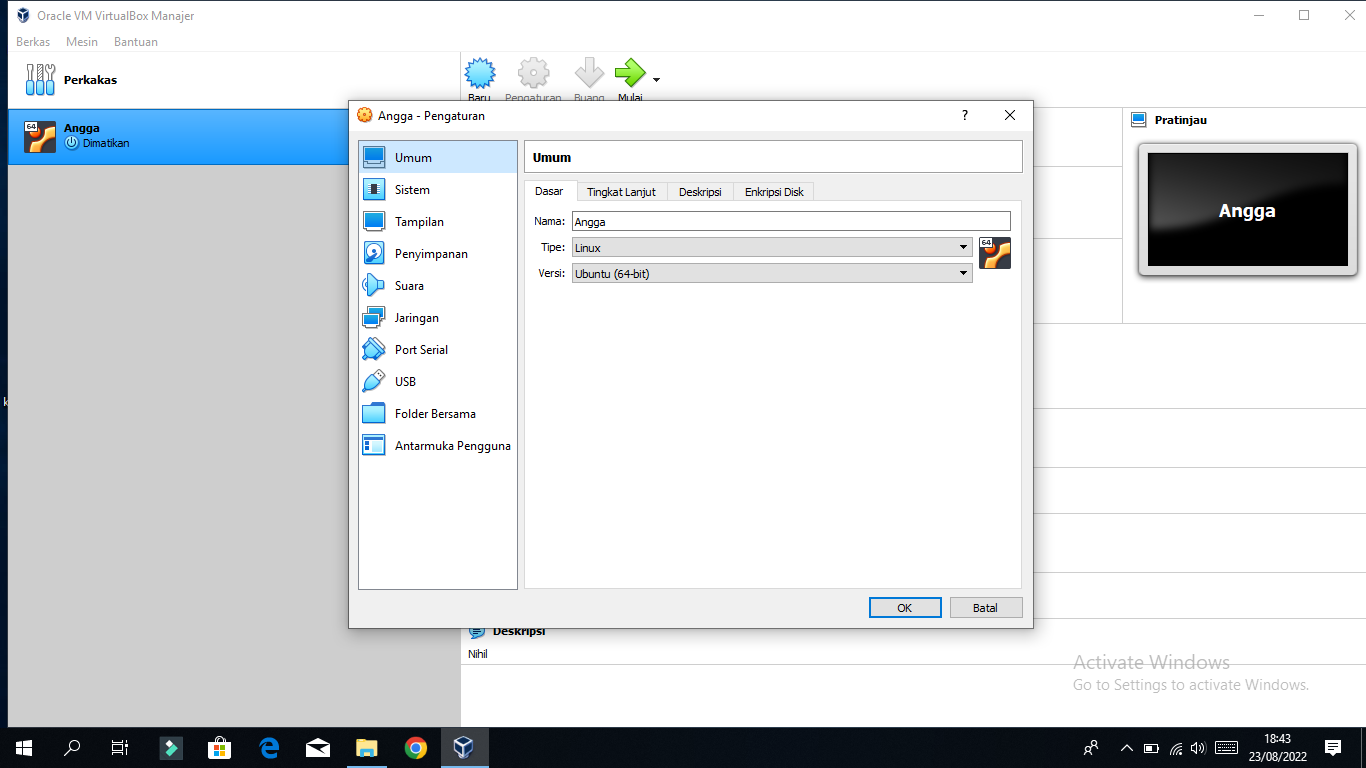 Oracle VM VirtualBox Manajer
Berkas Mesin Bantuan
Perkakas
Baru Pengaturan Buang Mulai
64
Angga
Dimatikan
Angga - Pengaturan
?
Umum
Sistem
Tampilan
Penyimpanan
Suara
Jaringan
Port Serial
USB
Folder Bersama
Antarmuka Pengguna
Umum
Dasar Tingkat Lanjut Deskripsi Enkripsi Disk
Nama: Angga
Tipe: Linux
64
Versi: Ubuntu (64-bit)
OK Batal
Pratinjau
Angga
Deskripsi
Nihil
Activate Windows
Go to Settings to activate Windows.
k
18:43
23/08/2022